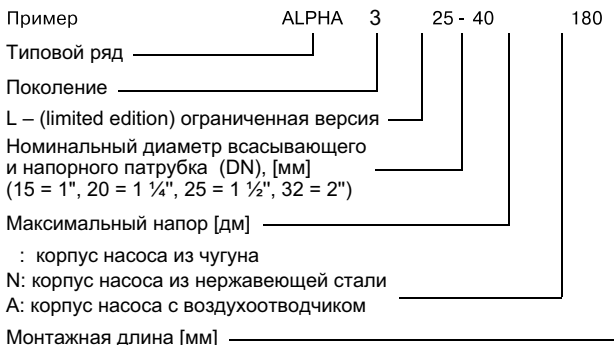 Пример ALPHA 3 25 - 40 180
Типовой ряд
Поколение
L – (limited edition) ограниченная версия
Номинальный диаметр всасывающего
и напорного патрубка (DN), [мм]
(15 = 1", 20 = 1 ¼", 25 = 1 ½", 32 = 2")
Максимальный напор [дм]
: корпус насоса из чугуна
N: корпус насоса из нержавеющей стали
A: корпус насоса с воздухоотводчиком
Монтажная длина [мм]